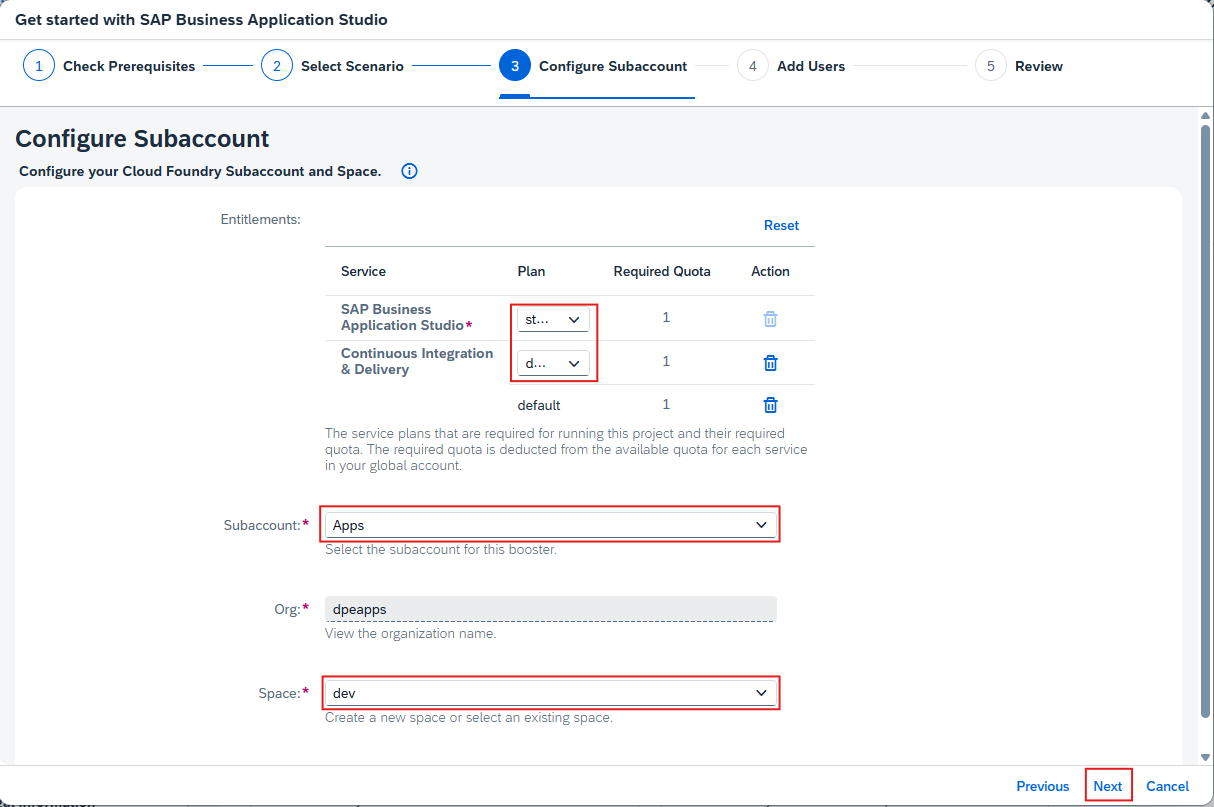 Get started with SAP Business Application Studio
1 Check Prerequisites 2 Select Scenario 3 Configure Subaccount 4 Add Users 5 Review
Configure Subaccount
Configure your Cloud Foundry Subaccount and Space.
Entitlements:
Reset
Service Plan Required Quota Action
SAP Business
Application Studio* st... 1
Continuous Integration
& Delivery d... 1
default 1
The service plans that are required for running this project and their required
quota. The required quota is deducted from the available quota for each service
in your global account.
Subaccount:* Apps
Select the subaccount for this booster.
Org:* dpeapps
View the organization name.
Space:* dev
Create a new space or select an existing space.
Previous Next Cancel